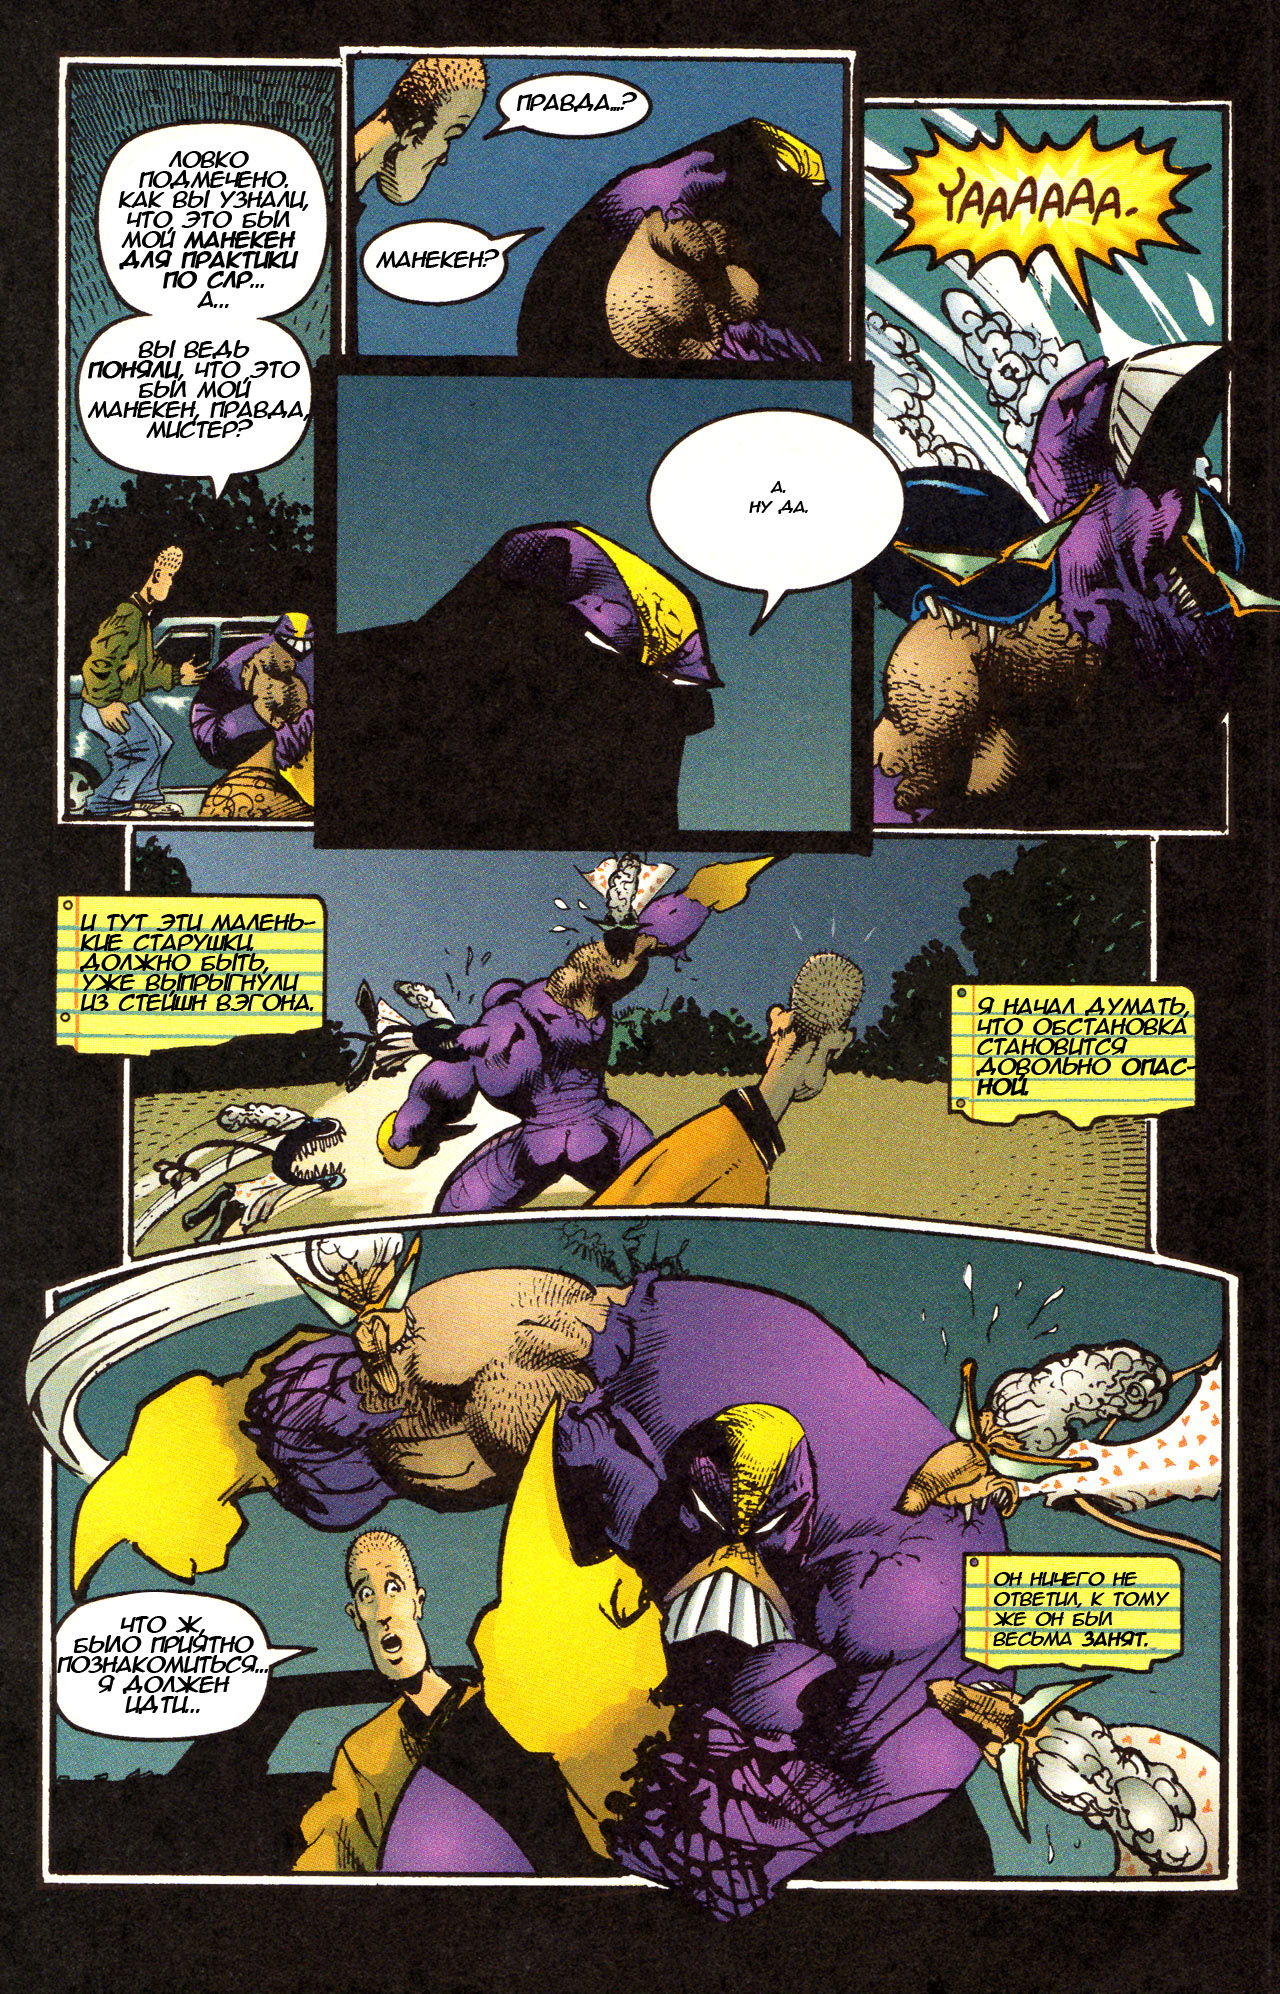 ЛОВКО
ПОДМЕЧЕНО.
КАК ВЫ УЗНАЛИ,
ЧТО ЭТО БЫЛ
МОЙ МАНЕКЕН
ДЛЯ ПРАКТИКИ
ПО СЛР...
А...
ВЫ ВЕДЬ
ПОНЯЛИ, ЧТО ЭТО
БЫЛ МОЙ
МАНЕКЕН, ПРАВДА,
МИСТЕР?
ПРАВДА...?
МАНЕКЕН?
А.
НУ ДА.
YAAAAAAA.
И ТУТ ЭТИ МАЛЕНЬ-
КИЕ СТАРУШКИ.
ДОЛЖНО БЫТЬ,
УЖЕ ВЫПРЫГНУЛИ
ИЗ СТЕЙШН ВЭГОНА.
Я НАЧАЛ ДУМАТЬ,
ЧТО ОБСТАНОВКА
СТАНОВИТСЯ
ДОВОЛЬНО ОПАС-
НОЙ.
ЧТО Ж,
БЫЛО ПРИЯТНО
ПОЗНАКОМИТЬСЯ...
Я ДОЛЖЕН
ИДТИ...
ОН НИЧЕГО НЕ
ОТВЕТИЛ, К ТОМУ
ЖЕ ОН БЫЛ
ВЕСЬМА ЗАНЯТ.